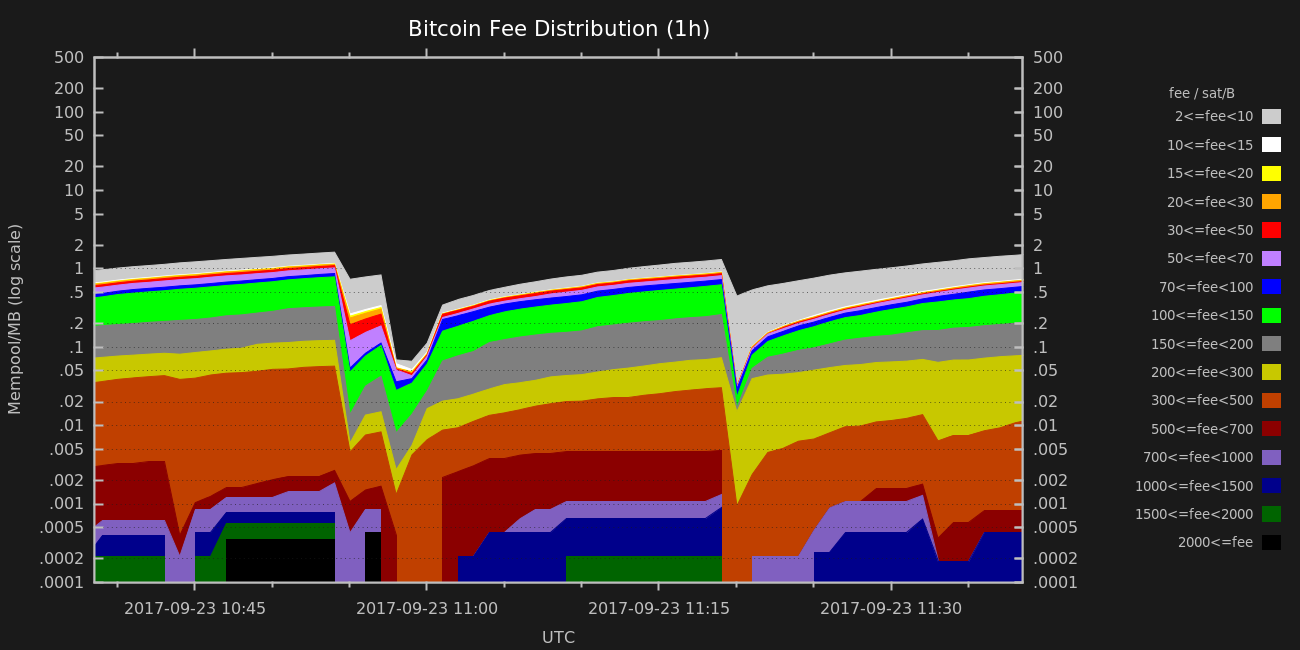 Bitcoin Fee Distribution (1h)
500
200
100
50
20
10
5
2
1
.5
.2
.1
.05
.02
.01
.005
.002
.001
.0005
.0002
.0001
Mempool/MB (log scale)
500
200
100
50
20
10
5
2
1
.5
.2
.1
.05
.02
.01
.005
.002
.001
.0005
.0002
.0001
fee / sat/B
2<=fee<10
10<=fee<15
15<=fee<20
20<=fee<30
30<=fee<50
50<=fee<70
70<=fee<100
100<=fee<150
150<=fee<200
200<=fee<300
300<=fee<500
500<=fee<700
700<=fee<1000
1000<=fee<1500
1500<=fee<2000
2000<=fee
2017-09-23 10:45
2017-09-23 11:00
2017-09-23 11:15
2017-09-23 11:30
UTC